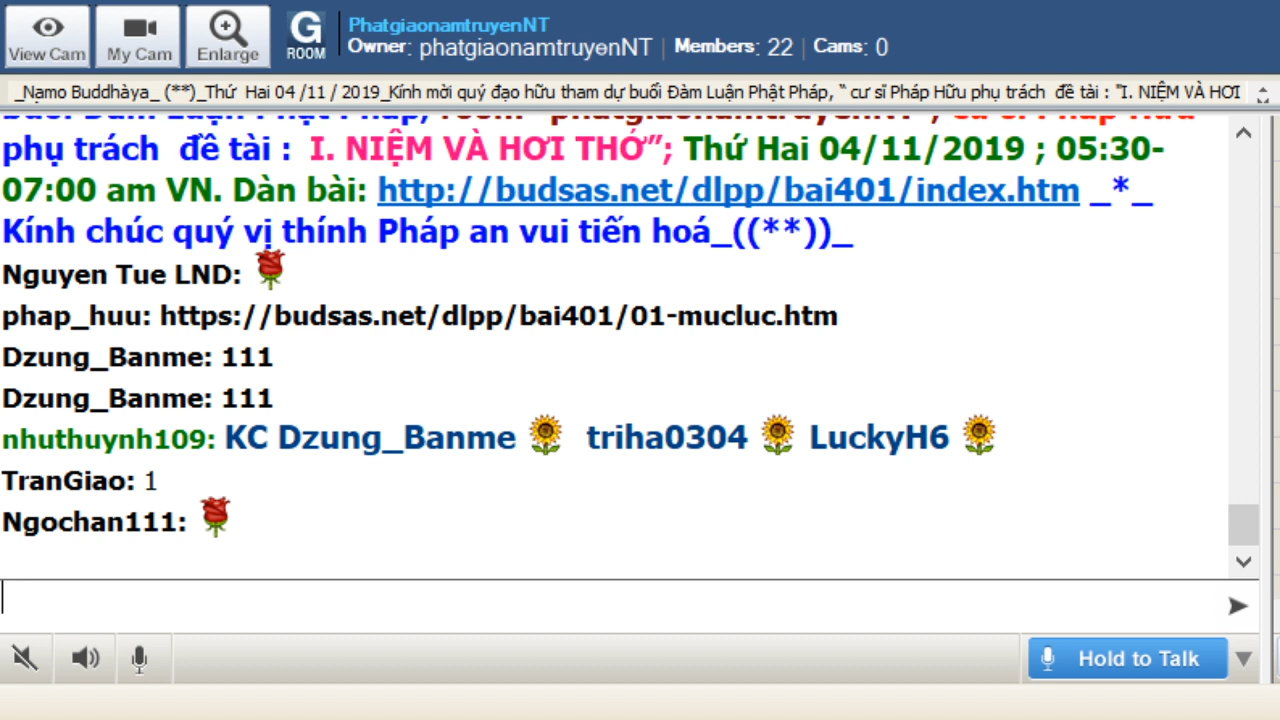 View Cam
My Cam
Enlarge
G
ROOM
PhatgiaonamtruyenNT
Owner: phatgiaonamtruyenNT | Members: 22 | Cams: 0
_Namo Buddhàya_ (**)_Thứ Hai 04 /11 / 2019_Kính mời quý đạo hữu tham dự buổi Đàm Luận Phật Pháp, “ cư sĩ Pháp Hữu phụ trách đề tài : "I. NIỆM VÀ HƠI
phụ trách đề tài : I. NIỆM VÀ HƠI THỞ”; Thứ Hai 04/11/2019 ; 05:30-
07:00 am VN. Dàn bài: http://budsas.net/dlpp/bai401/index.htm _*_
Kính chúc quý vị thính Pháp an vui tiến hoá_((**))_
Nguyen Tue LND:
phap_huu: https://budsas.net/dlpp/bai401/01-mucluc.htm
Dzung_Banme: 111
Dzung_Banme: 111
nhuthuynh109: KC Dzung_Banme triha0304 LuckyH6
TranGiao: 1
Ngochan111:
Hold to Talk